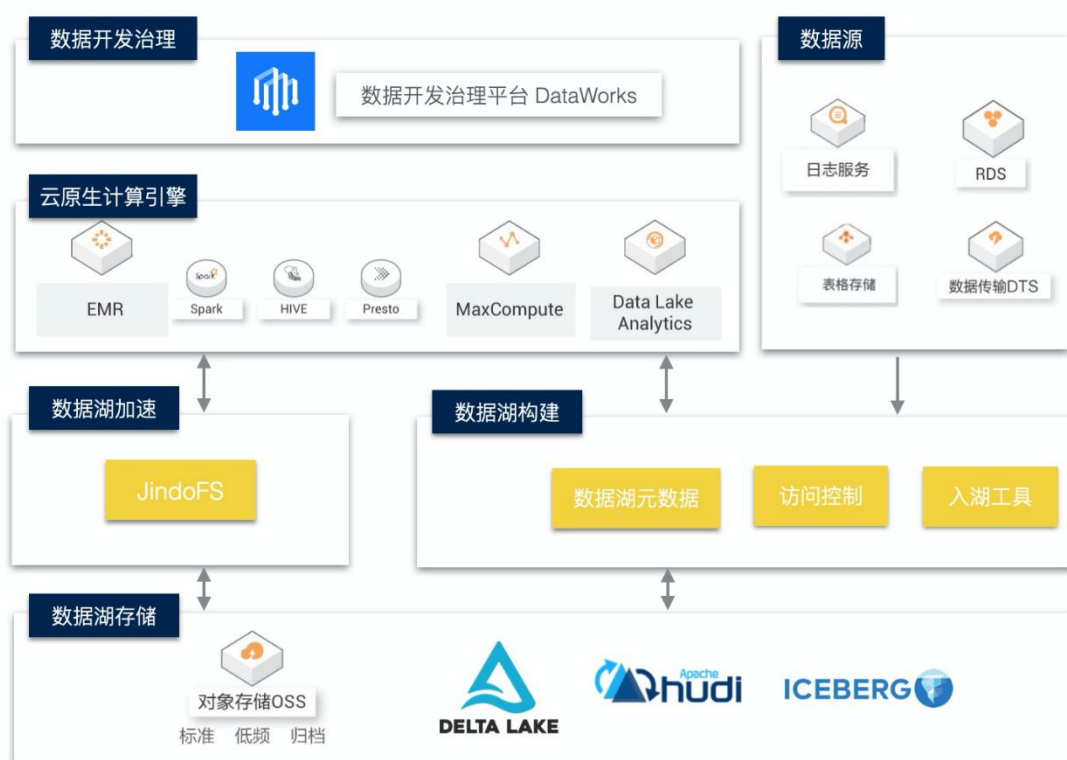 数据开发治理
数据开发治理平台 DataWorks
数据源
日志服务
RDS
表格存储
数据传输DTS
云原生计算引擎
EMR
Spark
Spark
HIVE
Presto
MaxCompute
Data Lake
Analytics
数据湖加速
JindoFS
数据湖构建
数据湖元数据
访问控制
入湖工具
数据湖存储
对象存储OSS
标准 低频 归档
DELTA LAKE
Apache
hudi
ICEBERG